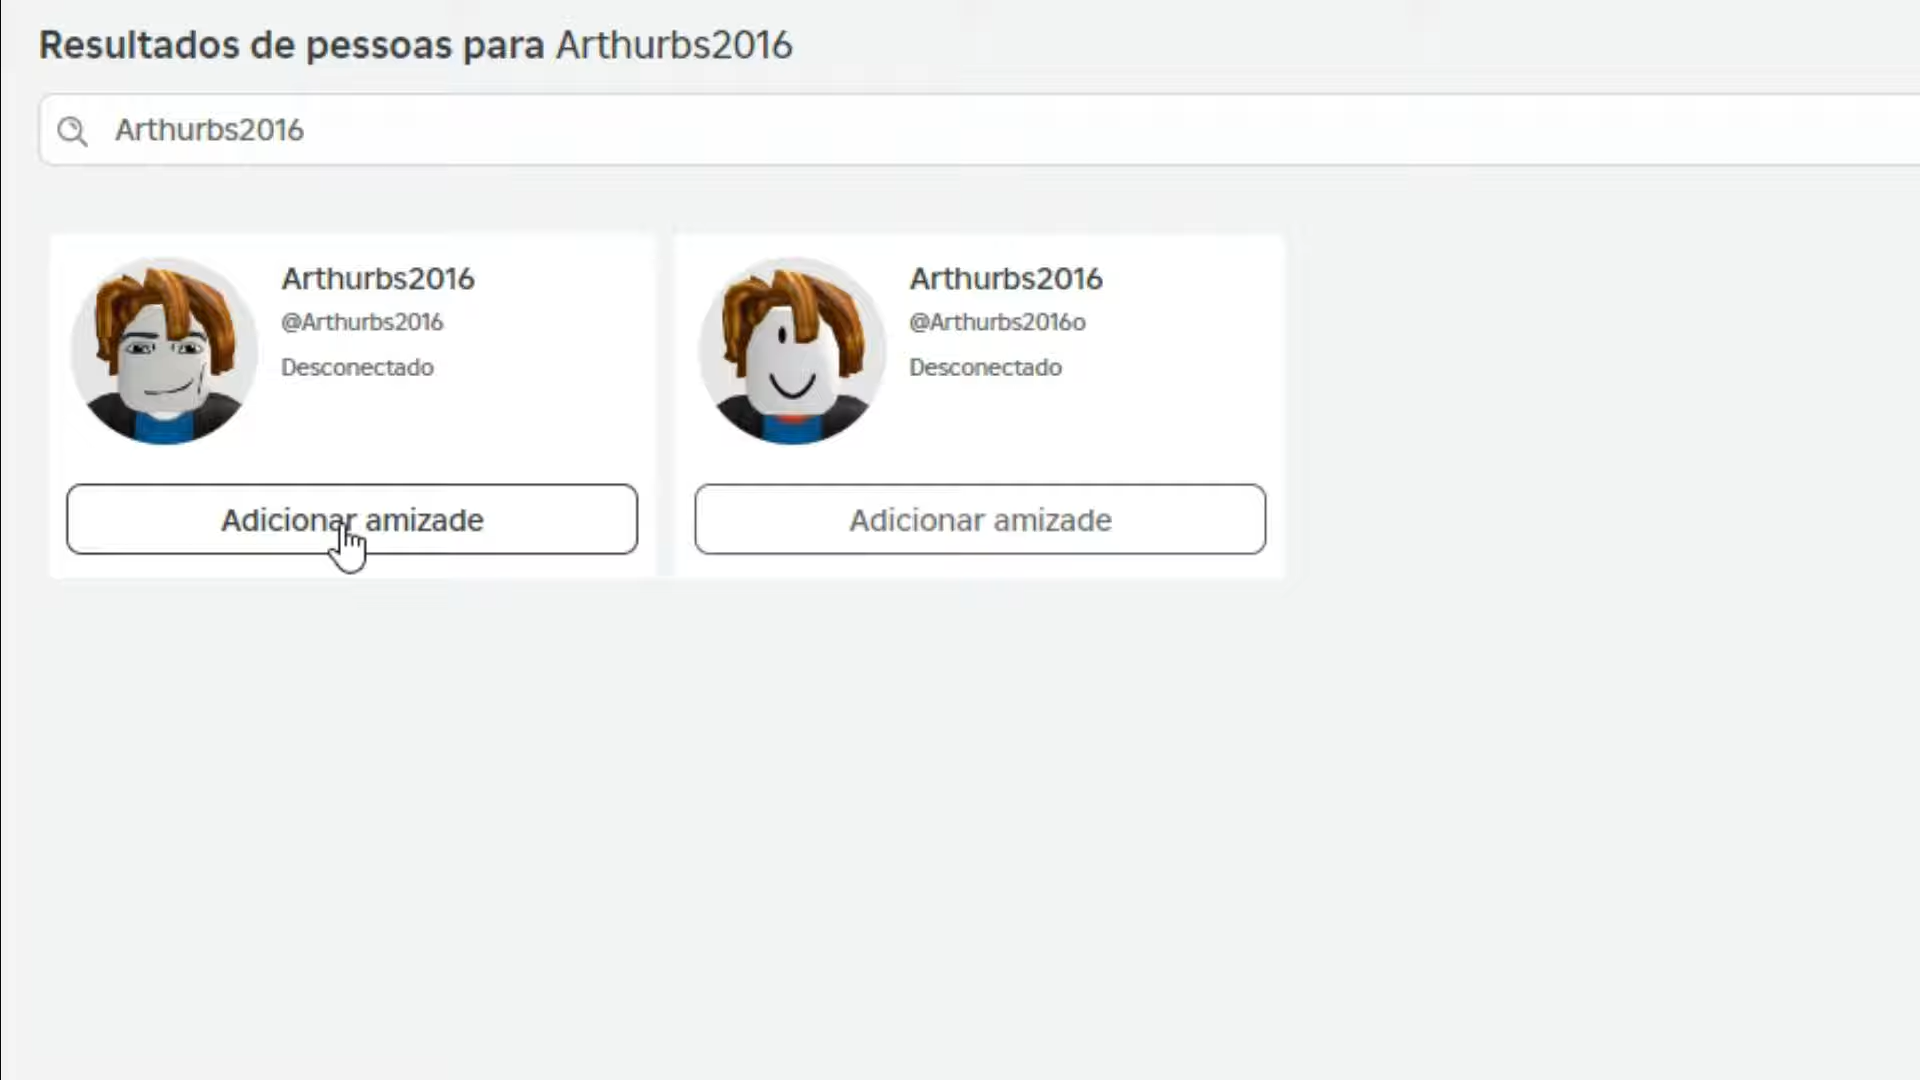 Resultados de pessoas para Arthurbs2016
Arthurbs2016
Arthurbs2016
@Arthurbs2016
Desconectado
Adicionar amizade
Arthurbs2016
@Arthurbs2016o
Desconectado
Adicionar amizade